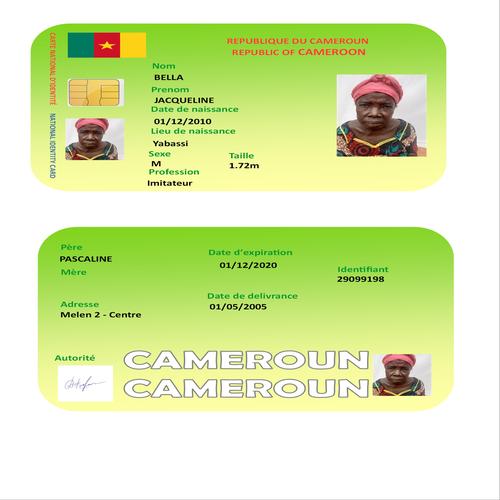 CARTE NATIONAL D'IDENTITE NATIONAL IDENTITY CARD
REPUBLIQUE DU CAMEROUN
REPUBLIC OF CAMEROON
Nom
BELLA
Prenom
JACQUELINE
Date de naissance
01/12/2010
Lieu de naissance
Yabassi
Sexe
M
Taille
1.72m
Profession
Imitateur
Père
PASCALINE
Mère
Date d'expiration
01/12/2020
Identifiant
29099198
Adresse
Melen 2 - Centre
Date de delivrance
01/05/2005
Autorité
CAMEROUN
CAMEROUN